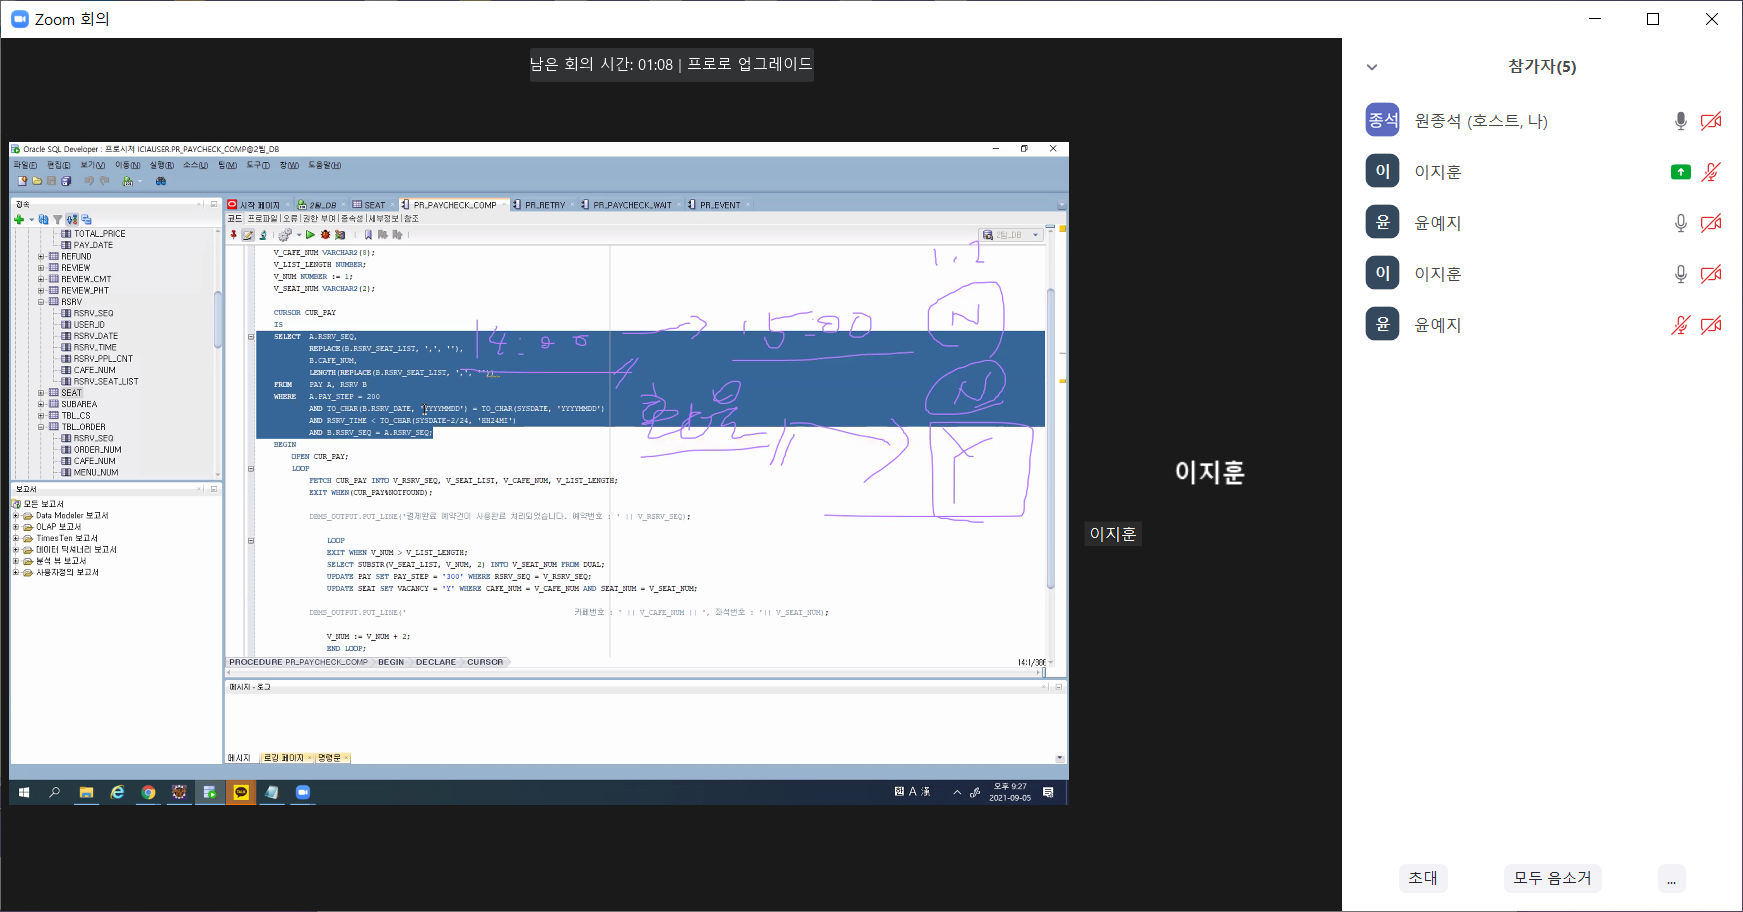 Zoom 회의
남은 회의 시간: 01:08 | 프로로 업그레이드
Oracle SQL Developer : 프로시저 ICIAUSER.PR_PAYCHECK_COMP@2팀_DB
파일(F) 편집(E) 보기(V) 이동(N) 실행(R) 소스(U) 팀(M) 도구(T) 창(W) 도움말(H)
접속
TOTAL_PRICE
PAY_DATE
REFUND
REVIEW
REVIEW_CMT
REVIEW_PHT
RSRV
RSRV_SEQ
USER_ID
RSRV_DATE
RSRV_TIME
RSRV_PPL_CNT
CAFE_NUM
RSRV_SEAT_LIST
SEAT
SUBAREA
TBL_CS
TBL_ORDER
RSRV_SEQ
ORDER_NUM
CAFE_NUM
MENU_NUM
보고서
모든 보고서
Data Modeler 보고서
OLAP 보고서
TimesTen 보고서
데이터 딕셔너리 보고서
분석 뷰 보고서
사용자정의 보고서
시작 페이지 2팀_DB SEAT PR_PAYCHECK_COMP PR_RETRY PR_PAYCHECK_WAIT PR_EVENT
코드 프로파일 오류 권한 부여 종속성 세부정보 참조
2팀_DB
V_CAFE_NUM VARCHAR2(8);
V_LIST_LENGTH NUMBER;
V_NUM NUMBER := 1;
V_SEAT_NUM VARCHAR2(2);
CURSOR CUR_PAY
IS
SELECT A.RSRV_SEQ,
REPLACE(B.RSRV_SEAT_LIST, ',', ''),
B.CAFE_NUM,
LENGTH(REPLACE(B.RSRV_SEAT_LIST, ',', ''))
FROM PAY A, RSRV B
WHERE A.PAY_STEP = 200
AND TO_CHAR(B.RSRV_DATE, 'YYYYMMDD') = TO_CHAR(SYSDATE, 'YYYYMMDD')
AND RSRV_TIME < TO_CHAR(SYSDATE-2/24, 'HH24MI')
AND B.RSRV_SEQ = A.RSRV_SEQ;
BEGIN
OPEN CUR_PAY;
LOOP
FETCH CUR_PAY INTO V_RSRV_SEQ, V_SEAT_LIST, V_CAFE_NUM, V_LIST_LENGTH;
EXIT WHEN(CUR_PAY%NOTFOUND);
DBMS_OUTPUT.PUT_LINE('결제완료 예약건이 사용완료 처리되었습니다. 예약번호 : ' || V_RSRV_SEQ);
LOOP
EXIT WHEN V_NUM > V_LIST_LENGTH;
SELECT SUBSTR(V_SEAT_LIST, V_NUM, 2) INTO V_SEAT_NUM FROM DUAL;
UPDATE PAY SET PAY_STEP = '300' WHERE RSRV_SEQ = V_RSRV_SEQ;
UPDATE SEAT SET VACANCY = 'Y' WHERE CAFE_NUM = V_CAFE_NUM AND SEAT_NUM = V_SEAT_NUM;
DBMS_OUTPUT.PUT_LINE(' 카페번호 : ' || V_CAFE_NUM || ', 좌석번호 : '|| V_SEAT_NUM);
V_NUM := V_NUM + 2;
END LOOP;
1, 2
14:00
15:00
N
N
Y
PROCEDURE PR_PAYCHECK_COMP BEGIN DECLARE CURSOR
메시지 - 로그
메시지 로깅 페이지 명령문
A 漢
오후 9:27
2021-09-05
이지훈
이지훈
참가자(5)
종석 원종석 (호스트, 나)
이 이지훈
윤 윤예지
이 이지훈
윤 윤예지
초대 모두 음소거 ...